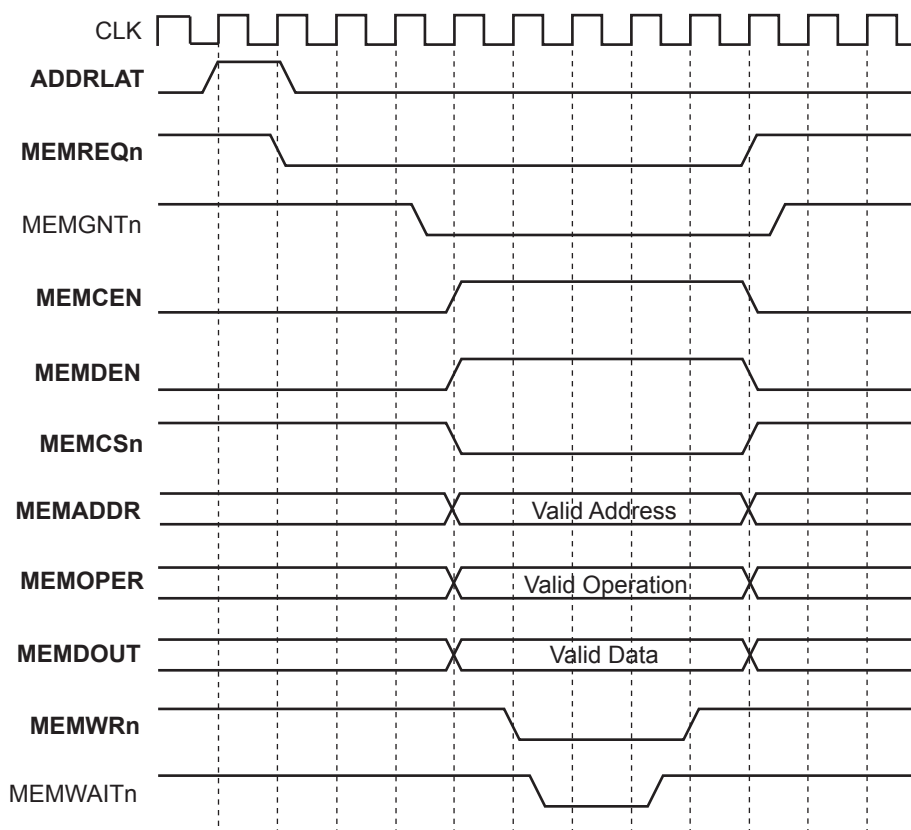 CLK
ADDRLAT
MEMREQn
MEMGNTn
MEMCEN
MEMDEN
MEMCSn
MEMADDR Valid Address
MEMOPER Valid Operation
MEMDOUT Valid Data
MEMWRn
MEMWAITn